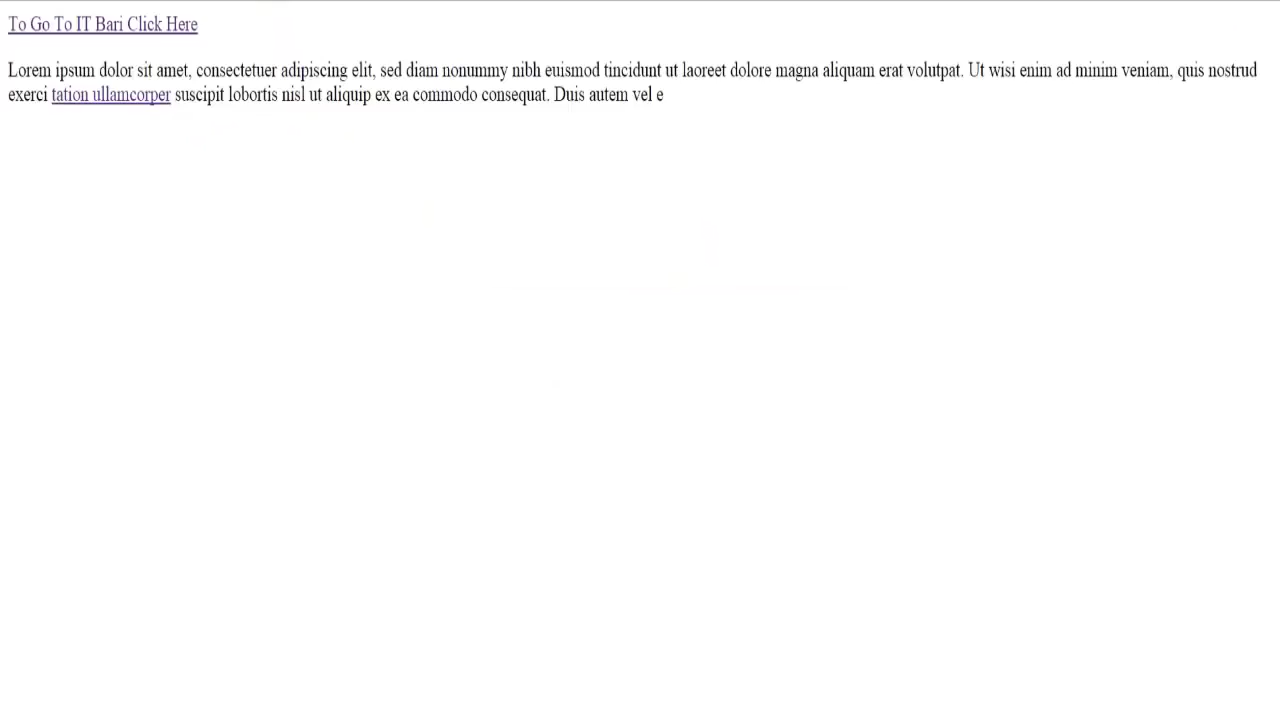 To Go To IT Bari Click Here
Lorem ipsum dolor sit amet, consectetuer adipiscing elit, sed diam nonummy nibh euismod tincidunt ut laoreet dolore magna aliquam erat volutpat. Ut wisi enim ad minim veniam, quis nostrud
exerci tation ullamcorper suscipit lobortis nisl ut aliquip ex ea commodo consequat. Duis autem vel e